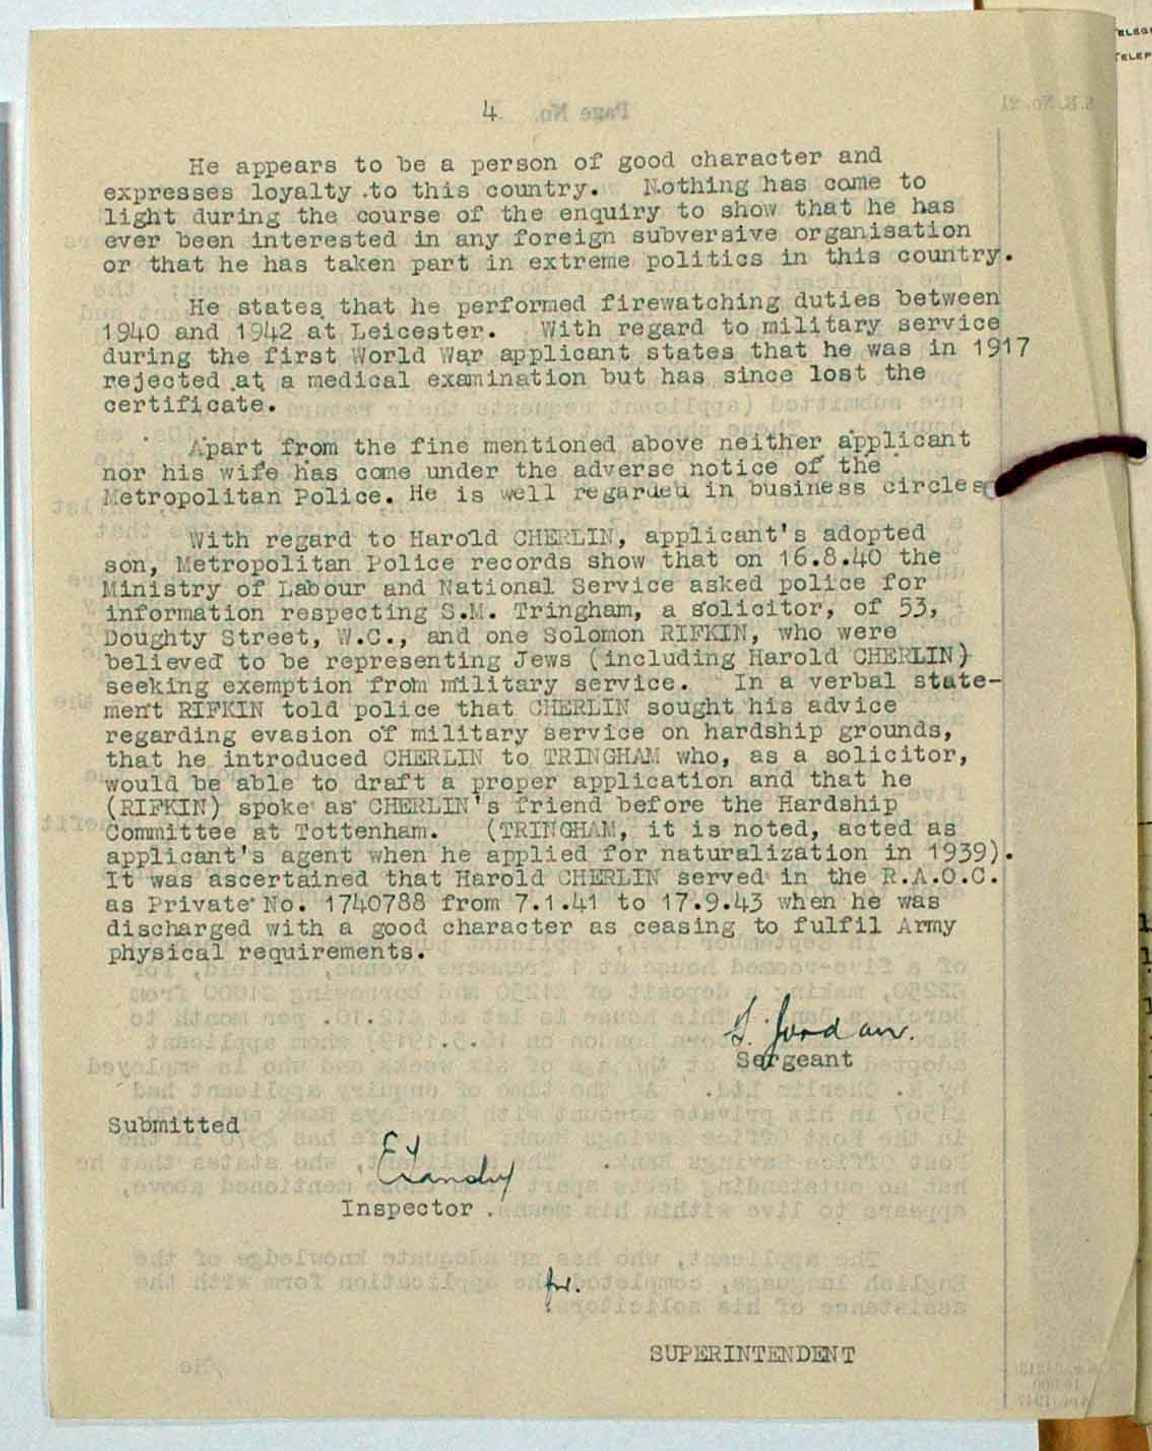 4
He appears to be a person of good character and
expresses loyalty .to this country. Nothing has come to
light during the course of the enquiry to show that he has
ever been interested in any foreign subversive organisation
or that he has taken part in extreme politics in this country.
He states that he performed firewatching duties between
1940 and 1942 at Leicester. With regard to military service
during the first World War applicant states that he was in 1917
rejected at a medical examination but has since lost the
certificate.
Apart from the fine mentioned above neither applicant
nor his wife has come under the adverse notice of the
Metropolitan Police. He is well regarded in business circles
With regard to Harold CHERLIN, applicant's adopted
son, Metropolitan Police records show that on 16.8.40 the
Ministry of Labour and National Service asked police for
information respecting S.M. Tringham, a solicitor, of 53,
Doughty Street, W.C., and one Solomon RIFKIN, who were
believed to be representing Jews (including Harold CHERLIN)
seeking exemption from military service. In a verbal state-
ment RIFKIN told police that CHERLIN sought his advice
regarding evasion of military service on hardship grounds,
that he introduced CHERLIN to TRINGHAM who, as a solicitor,
would be able to draft a proper application and that he
(RIFKIN) spoke as CHERLIN's friend before the Hardship
Committee at Tottenham. (TRINGHAM, it is noted, acted as
applicant's agent when he applied for naturalization in 1939).
It was ascertained that Harold CHERLIN served in the R.A.O.C.
as Private No. 1740788 from 7.1.41 to 17.9.43 when he was
discharged with a good character as ceasing to fulfil Army
physical requirements.
S. Jordan.
Sergeant
Submitted
Inspector.
for.
SUPERINTENDENT